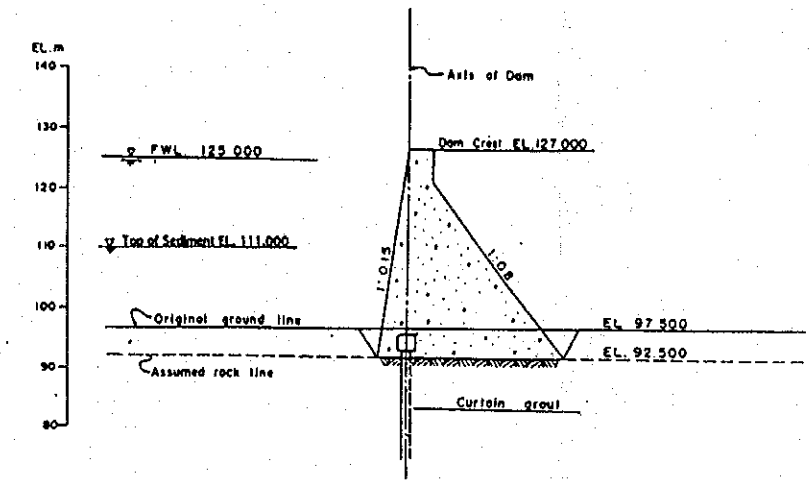 EL.m
140
Axis of Dam
130
FWL. 125.000
Dam Crest EL.127.000
120
110
Top of Sediment EL. 111.000
1:0.15
1:0.8
100
Original ground line
EL. 97.500
EL. 92.500
90
Assumed rock line
Curtain grout
80